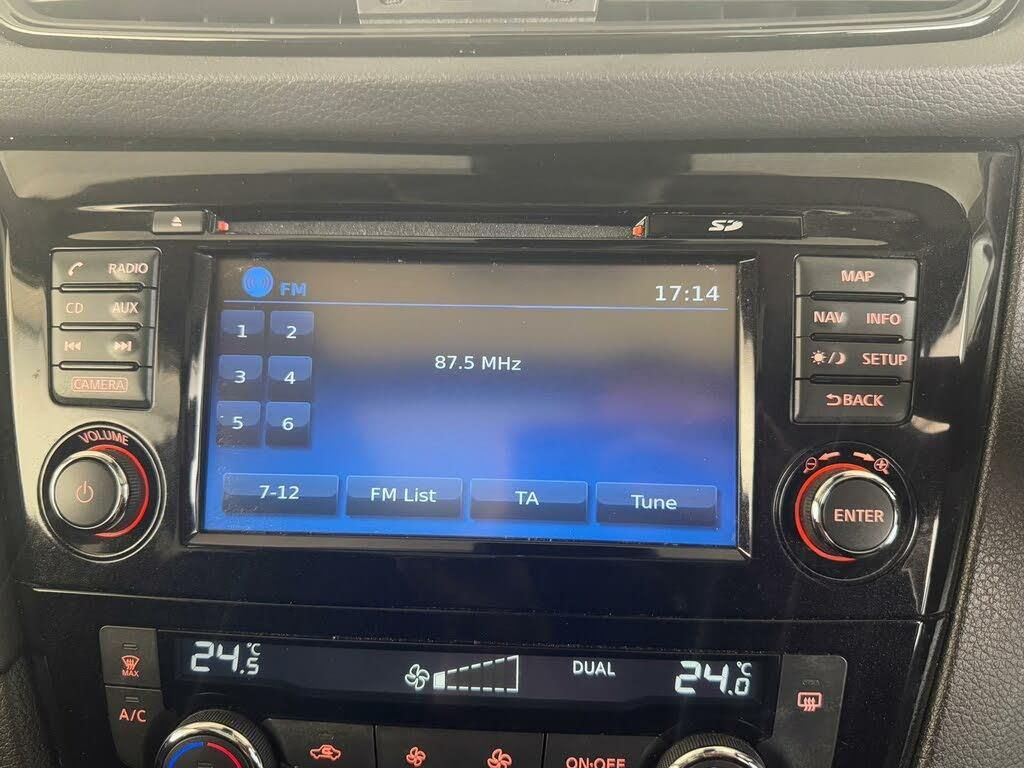 SD
RADIO
CD AUX
CAMERA
VOLUME
FM
17:14
1 2
87.5 MHz
3 4
5 6
7-12 FM List TA Tune
MAP
NAV INFO
SETUP
BACK
ENTER
24.5 °C
DUAL
24.0 °C
MAX
A/C
ON·OFF